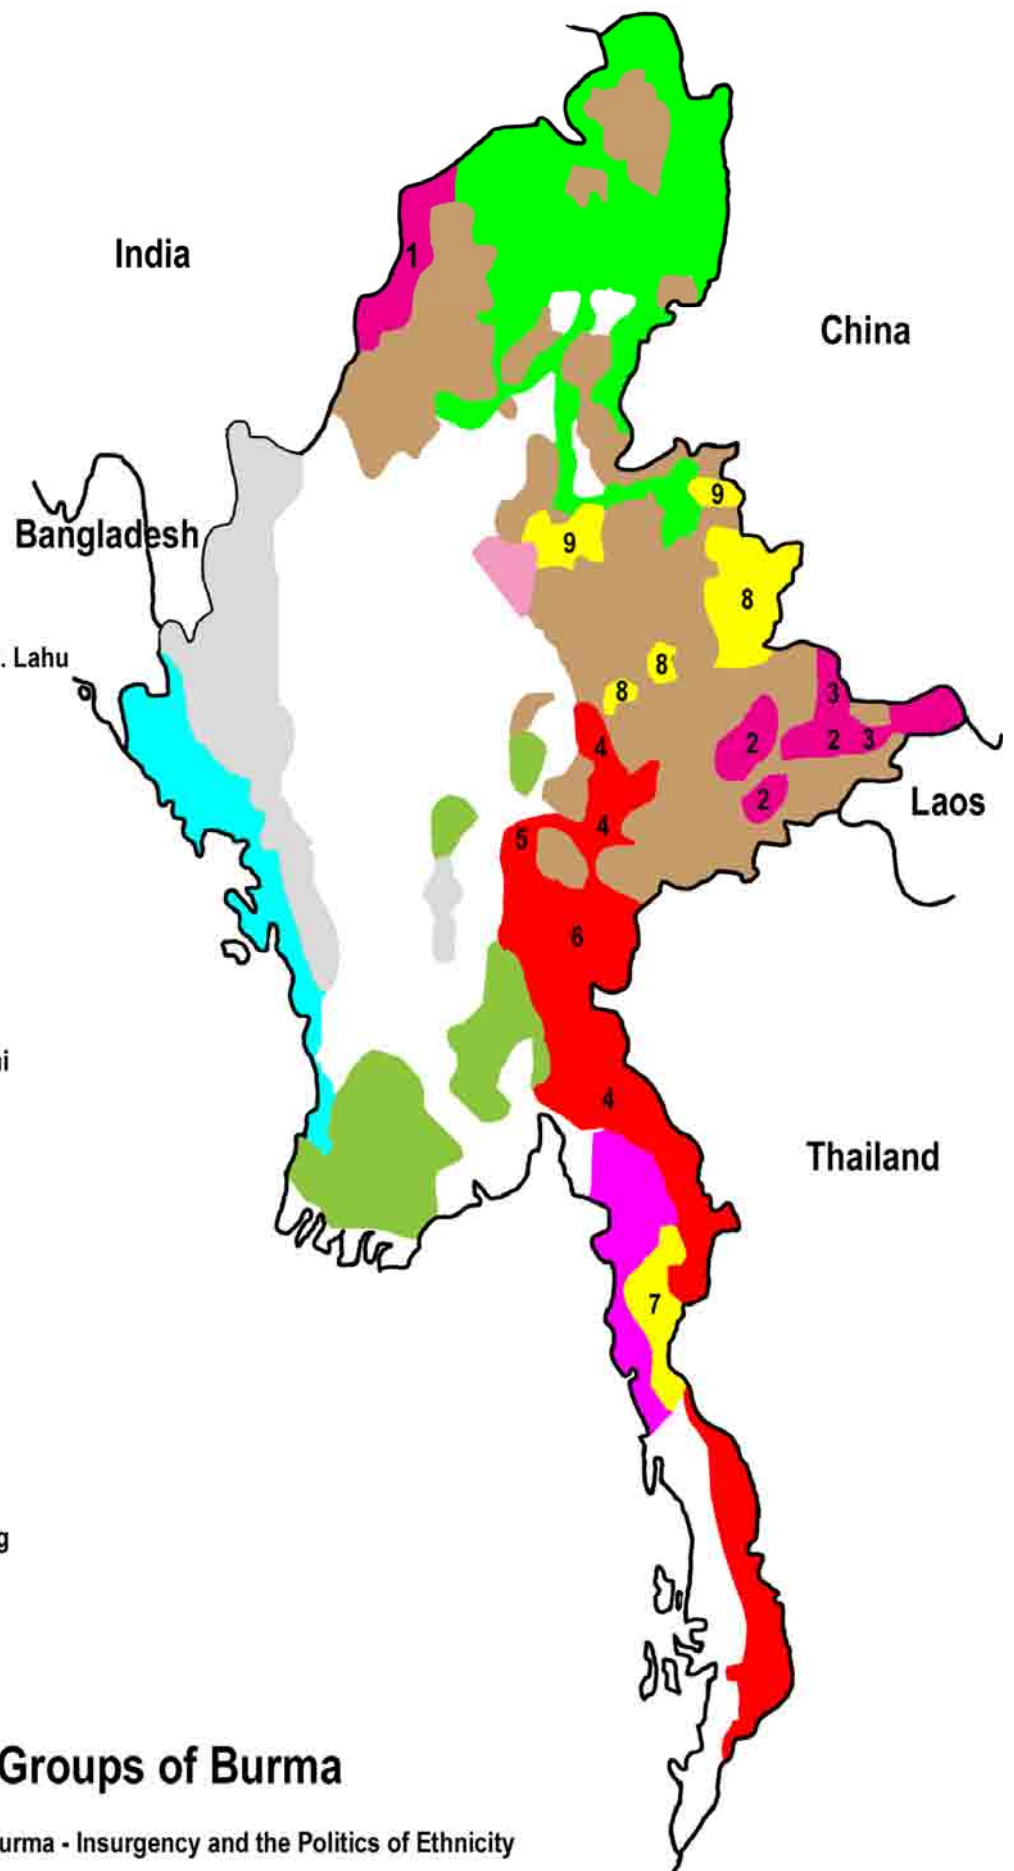 India
1
China
9
Bangladesh
9
8
. Lahu
8
8
3
4
2
2
3
2
Laos
4
5
6
4
Thailand
7
Groups of Burma
urma - Insurgency and the Politics of Ethnicity